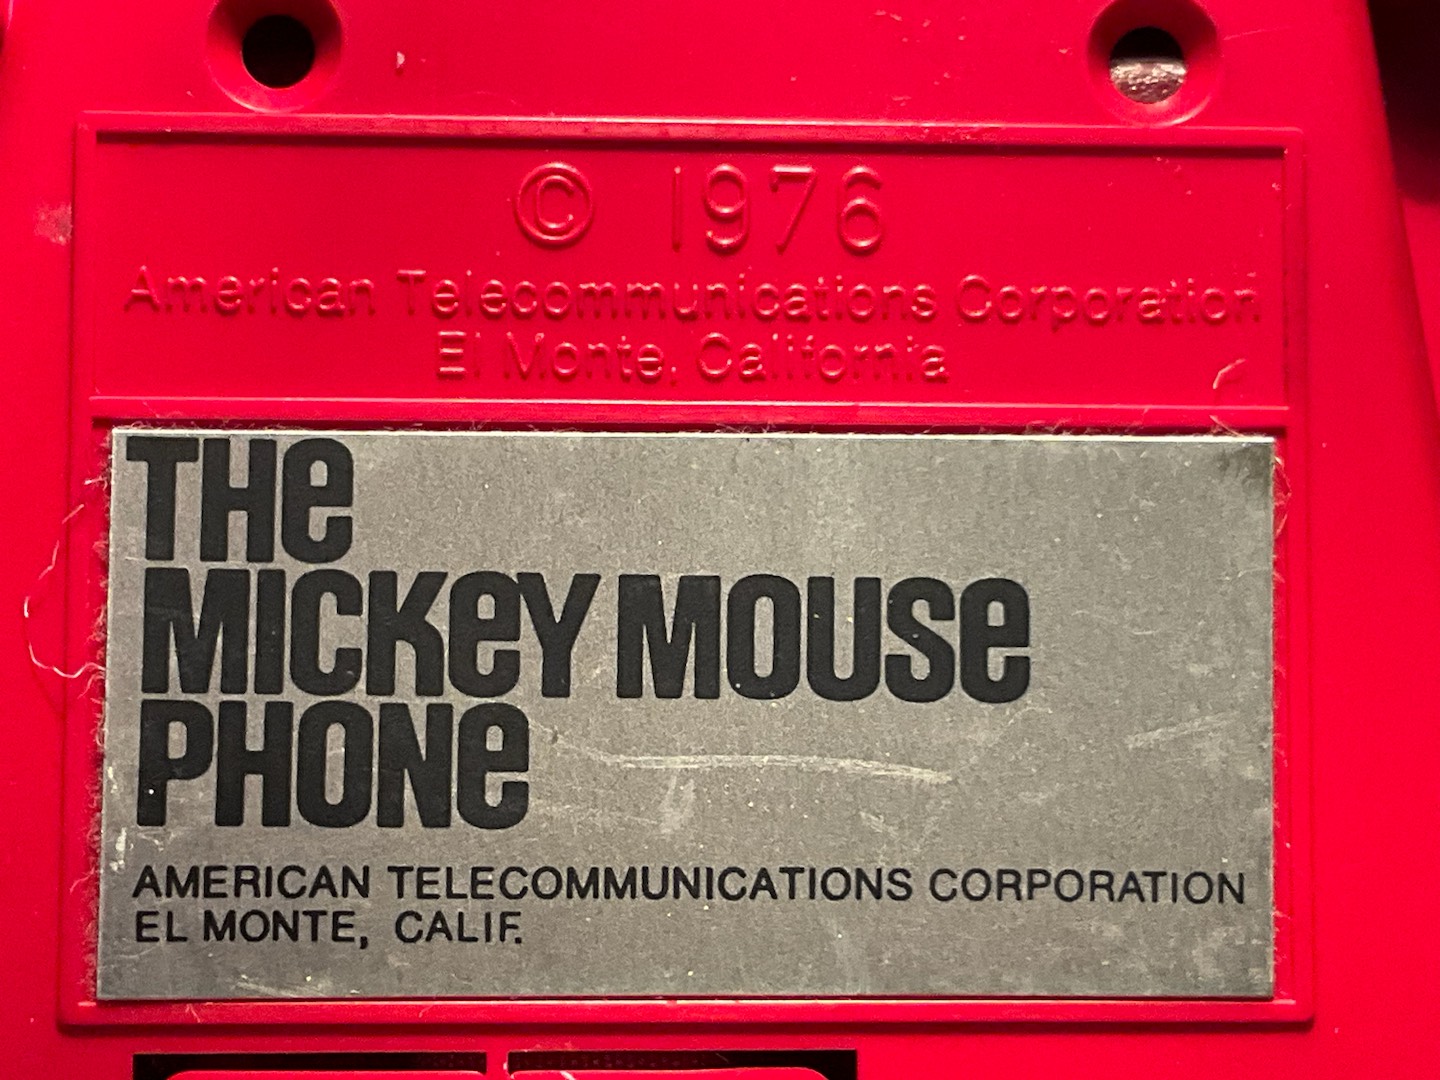 © 1976
American Telecommunications Corporation
El Monte, California
THe
MICKeY MOUSe
PHONe
AMERICAN TELECOMMUNICATIONS CORPORATION
EL MONTE, CALIF.